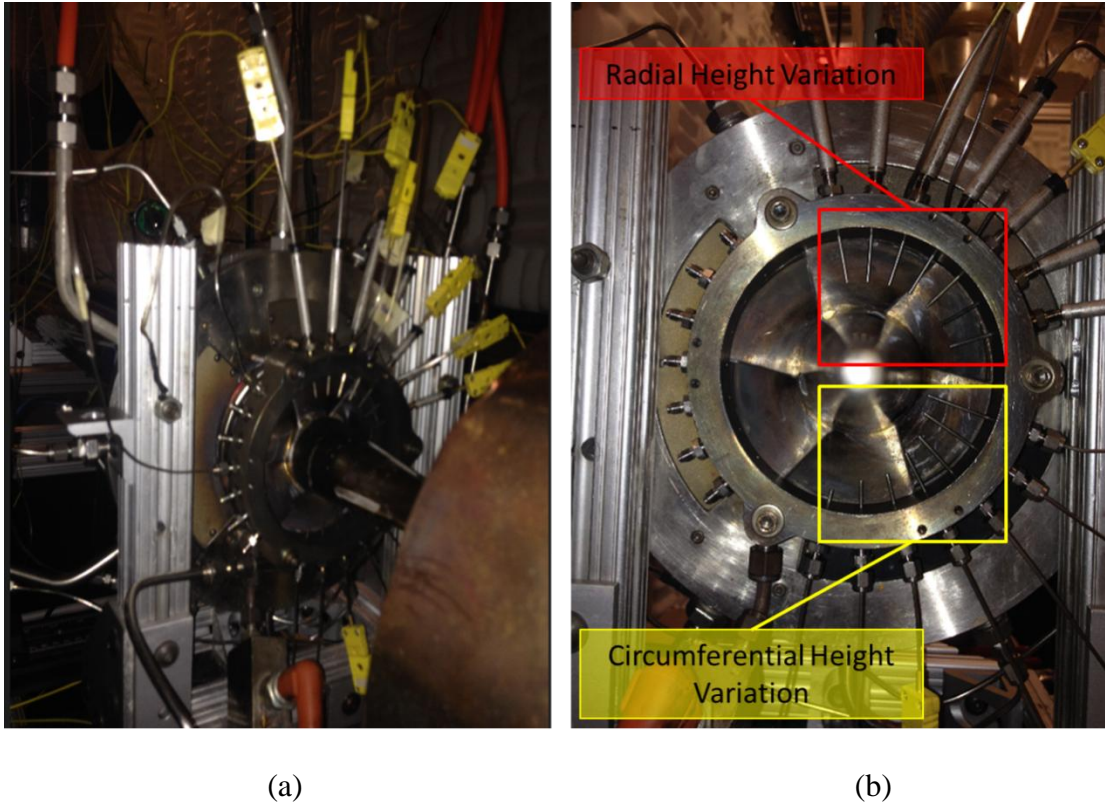 Radial Height Variation
Circumferential Height
Variation
(a)
(b)